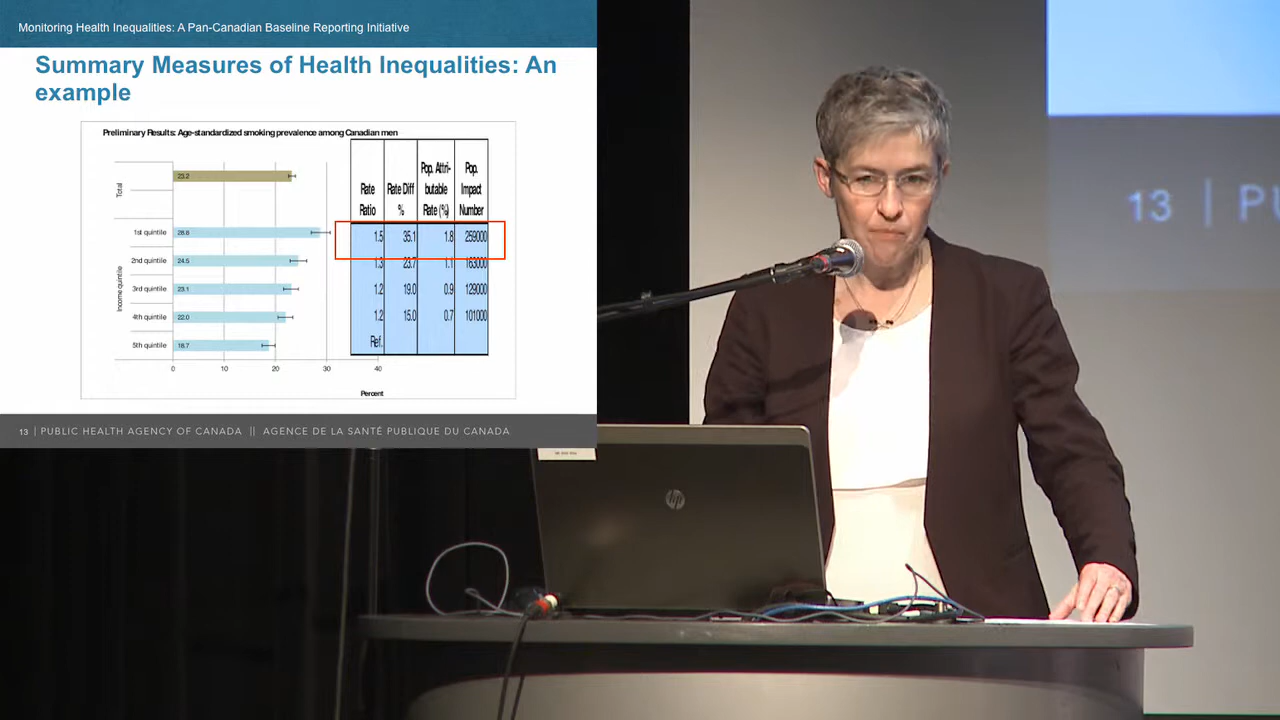 Monitoring Health Inequalities: A Pan-Canadian Baseline Reporting Initiative
Summary Measures of Health Inequalities: An
example
Preliminary Results: Age-standardized smoking prevalence among Canadian men
Rate
Ratio
Rate Diff
%
Pop. Attri-
butable
Rate (%)
Pop.
Impact
Number
Total
23.2
Income quintile
1st quintile 28.8 1.5 35.1 1.8 259000
2nd quintile 24.5 1.3 23.7 1.1 163000
3rd quintile 23.1 1.2 19.0 0.9 129000
4th quintile 22.0 1.2 15.0 0.7 101000
5th quintile 18.7 Ref.
0 10 20 30 40
Percent
13 | PUBLIC HEALTH AGENCY OF CANADA || AGENCE DE LA SANTÉ PUBLIQUE DU CANADA
13 | PU
hp